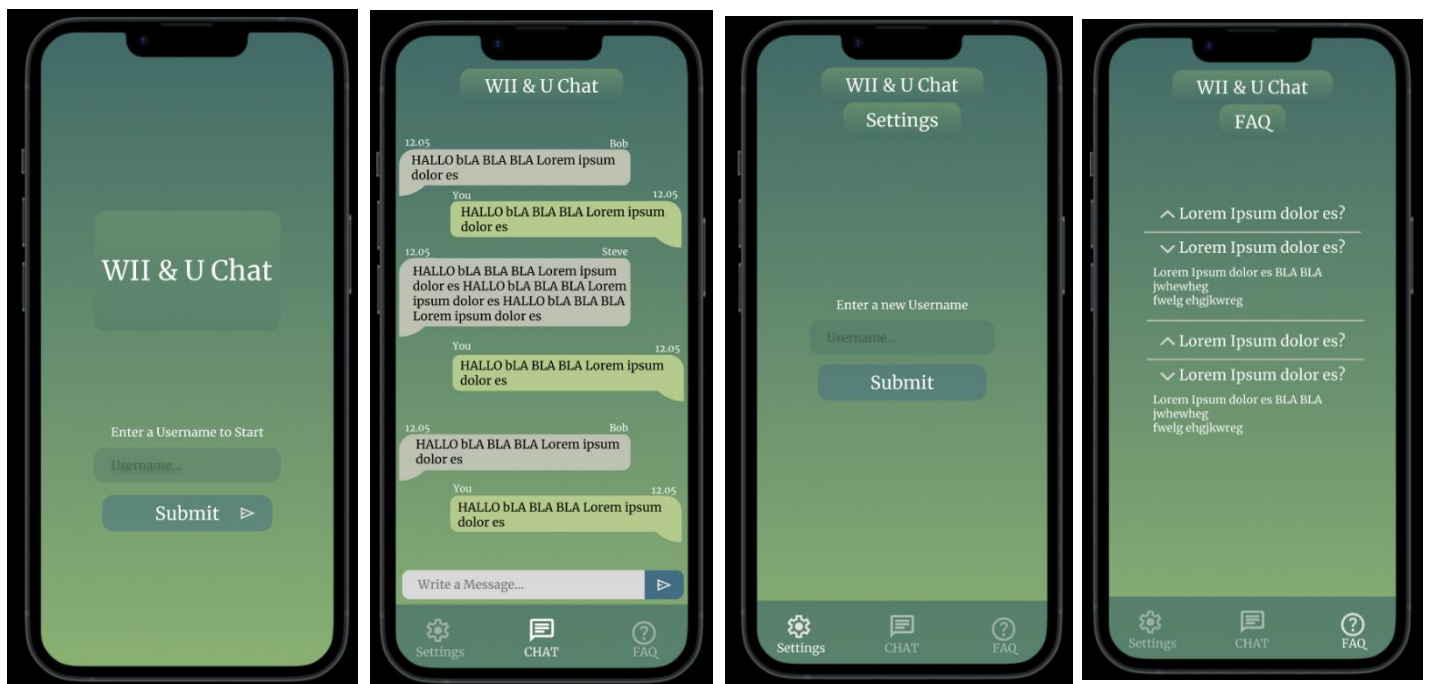 WII & U Chat
Enter a Username to Start
Username...
Submit
WII & U Chat
12.05 Bob
HALLO bLA BLA BLA Lorem ipsum
dolor es
You 12.05
HALLO bLA BLA BLA Lorem ipsum
dolor es
12.05 Steve
HALLO bLA BLA BLA Lorem ipsum
dolor es HALLO bLA BLA BLA Lorem
ipsum dolor es HALLO bLA BLA BLA
Lorem ipsum dolor es
You 12.05
HALLO bLA BLA BLA Lorem ipsum
dolor es
12.05 Bob
HALLO bLA BLA BLA Lorem ipsum
dolor es
You 12.05
HALLO bLA BLA BLA Lorem ipsum
dolor es
Write a Message...
Settings CHAT FAQ
WII & U Chat
Settings
Enter a new Username
Username...
Submit
Settings CHAT FAQ
WII & U Chat
FAQ
Lorem Ipsum dolor es?
Lorem Ipsum dolor es?
Lorem Ipsum dolor es BLA BLA
jwhewheg
fwelg ehgjkwreg
Lorem Ipsum dolor es?
Lorem Ipsum dolor es?
Lorem Ipsum dolor es BLA BLA
jwhewheg
fwelg ehgjkwreg
Settings CHAT FAQ